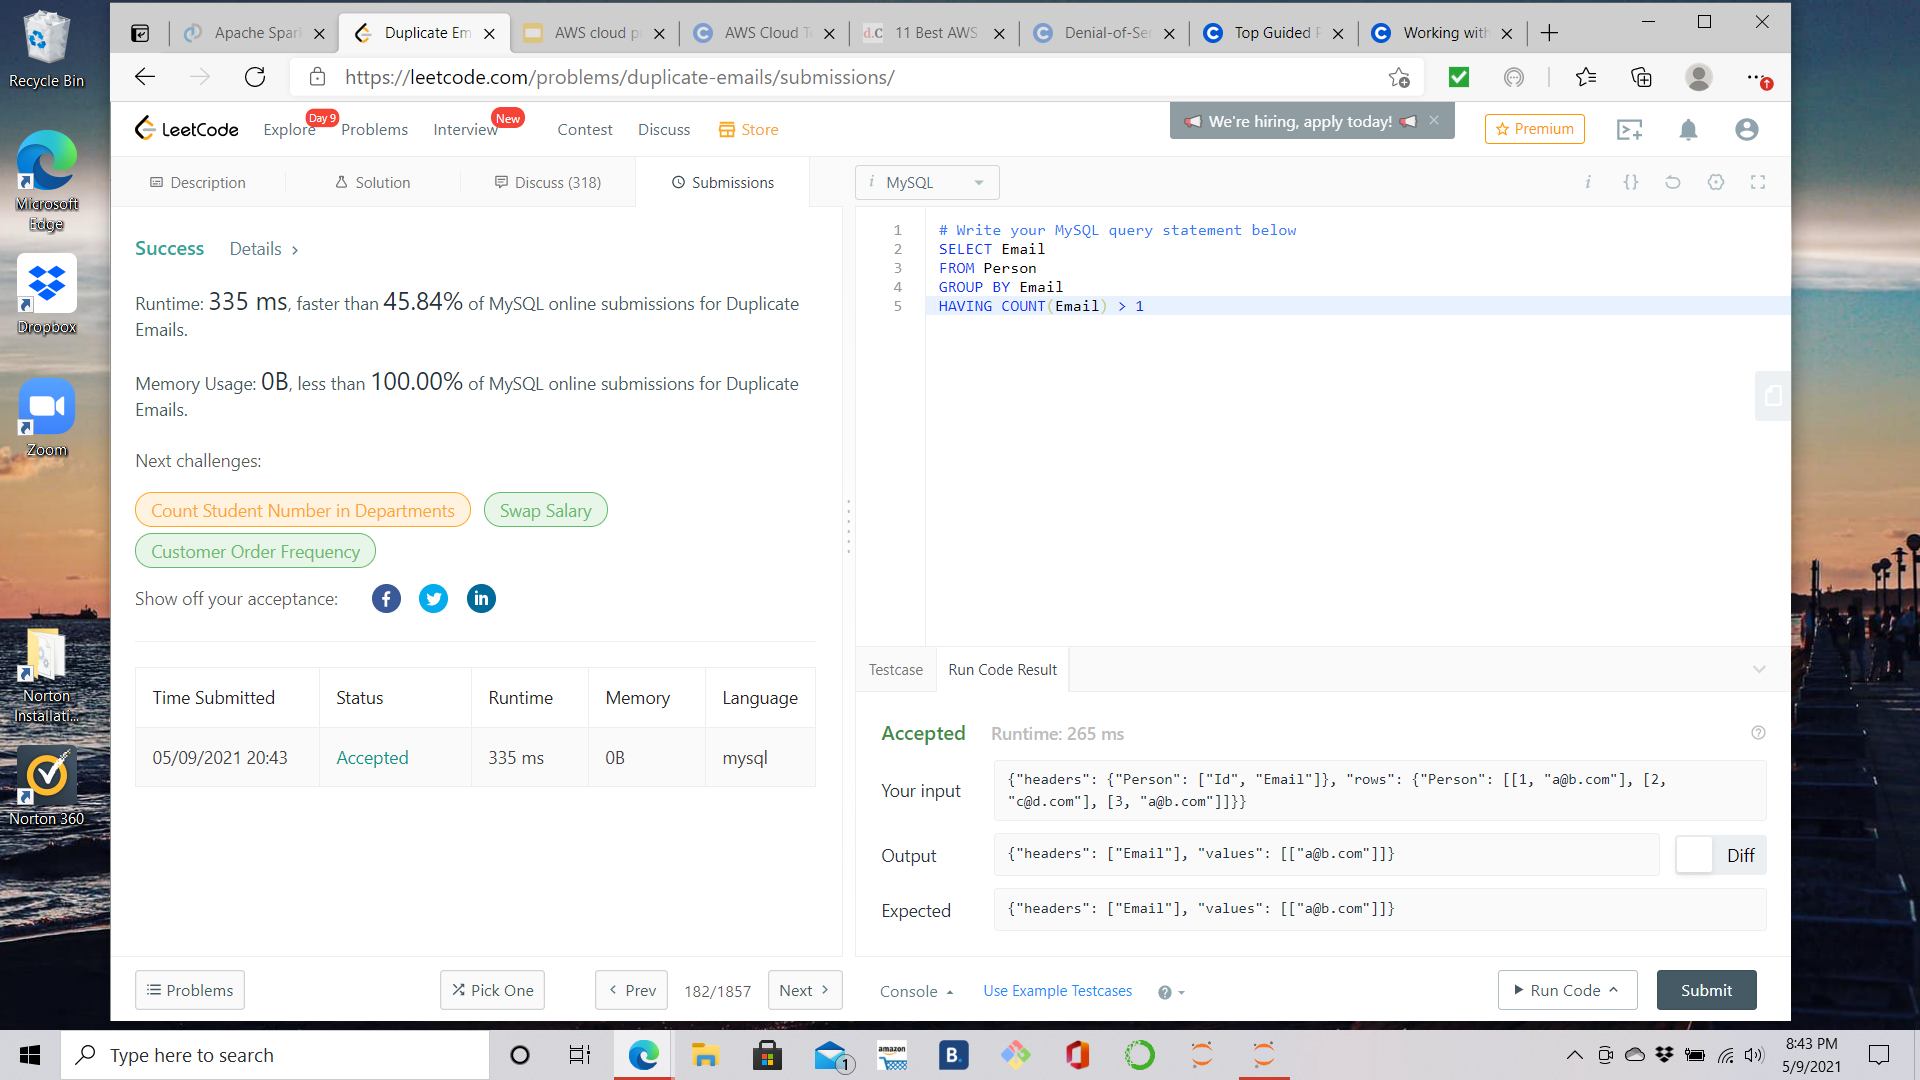 Recycle Bin
Microsoft
Edge
Dropbox
Zoom
Norton
Installati...
Norton 360
Apache Spar
Duplicate Em
AWS cloud p
AWS Cloud T
d.C 11 Best AWS
Denial-of-Se
Top Guided P
Working with
https://leetcode.com/problems/duplicate-emails/submissions/
LeetCode
Explore
Day 9
Problems
Interview
New
Contest
Discuss
Store
We're hiring, apply today!
Premium
Description
Solution
Discuss (318)
Submissions
i MySQL
i {}
Success Details >
Runtime: 335 ms, faster than 45.84% of MySQL online submissions for Duplicate
Emails.
Memory Usage: 0B, less than 100.00% of MySQL online submissions for Duplicate
Emails.
Next challenges:
Count Student Number in Departments
Swap Salary
Customer Order Frequency
Show off your acceptance:
f
in
Time Submitted Status Runtime Memory Language
05/09/2021 20:43 Accepted 335 ms 0B mysql
1 # Write your MySQL query statement below
2 SELECT Email
3 FROM Person
4 GROUP BY Email
5 HAVING COUNT(Email) > 1
Testcase
Run Code Result
Accepted Runtime: 265 ms
Your input
{"headers": {"Person": ["Id", "Email"]}, "rows": {"Person": [[1, "a@b.com"], [2,
"c@d.com"], [3, "a@b.com"]]}}
Output
{"headers": ["Email"], "values": [["a@b.com"]]}
Diff
Expected
{"headers": ["Email"], "values": [["a@b.com"]]}
Problems
Pick One
< Prev
182/1857
Next >
Console
Use Example Testcases
?
Run Code
Submit
Type here to search
1
amazon
B.
8:43 PM
5/9/2021